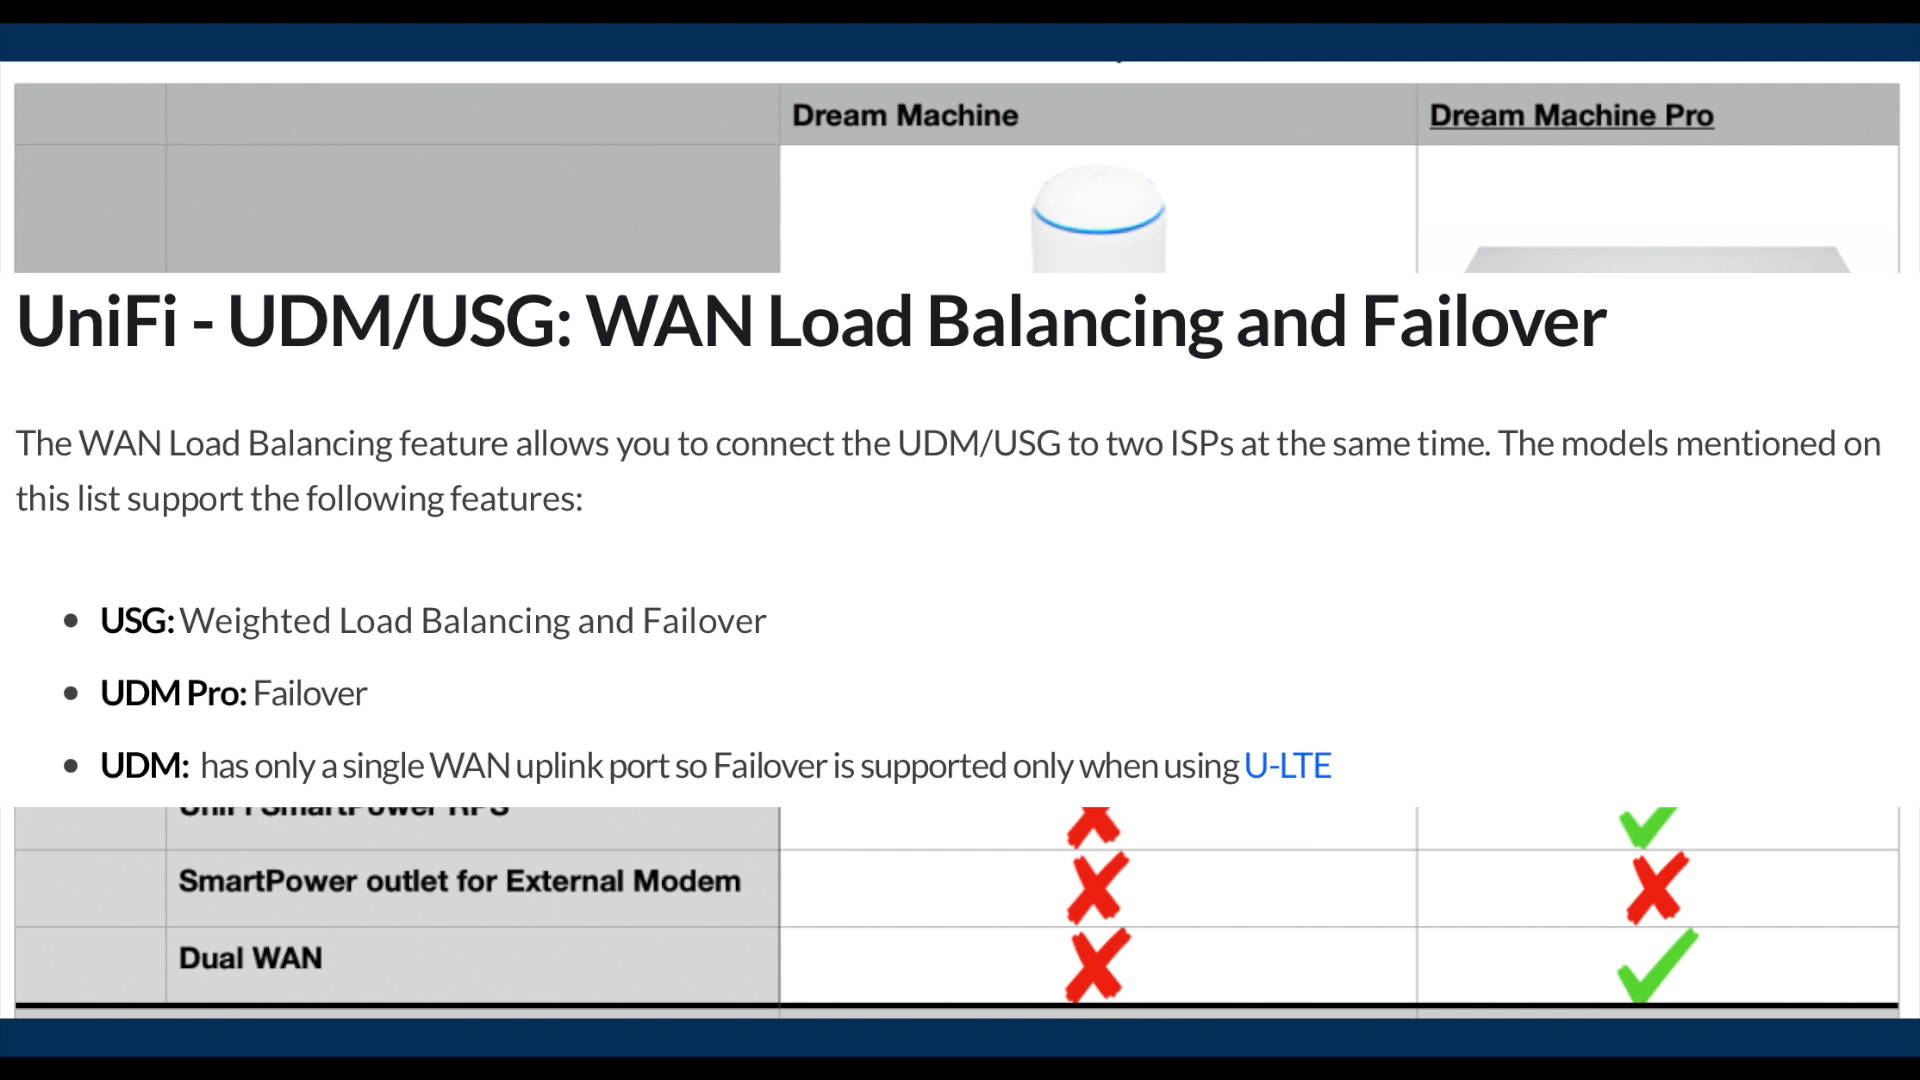 Dream Machine
Dream Machine Pro
UniFi - UDM/USG: WAN Load Balancing and Failover
The WAN Load Balancing feature allows you to connect the UDM/USG to two ISPs at the same time. The models mentioned on
this list support the following features:
USG: Weighted Load Balancing and Failover
UDM Pro: Failover
UDM: has only a single WAN uplink port so Failover is supported only when using U-LTE
UniFi SmartPower RPS
SmartPower outlet for External Modem
Dual WAN